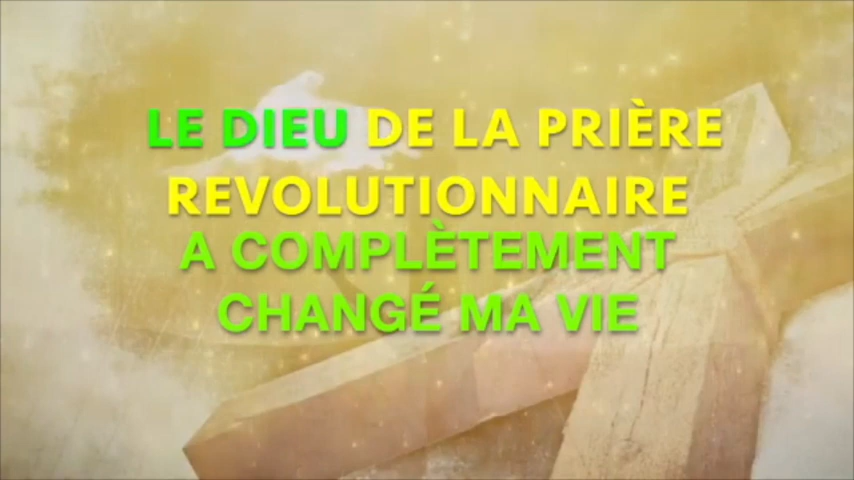 LE DIEU DE LA PRIÈRE
REVOLUTIONNAIRE
A COMPLÈTEMENT
CHANGÉ MA VIE